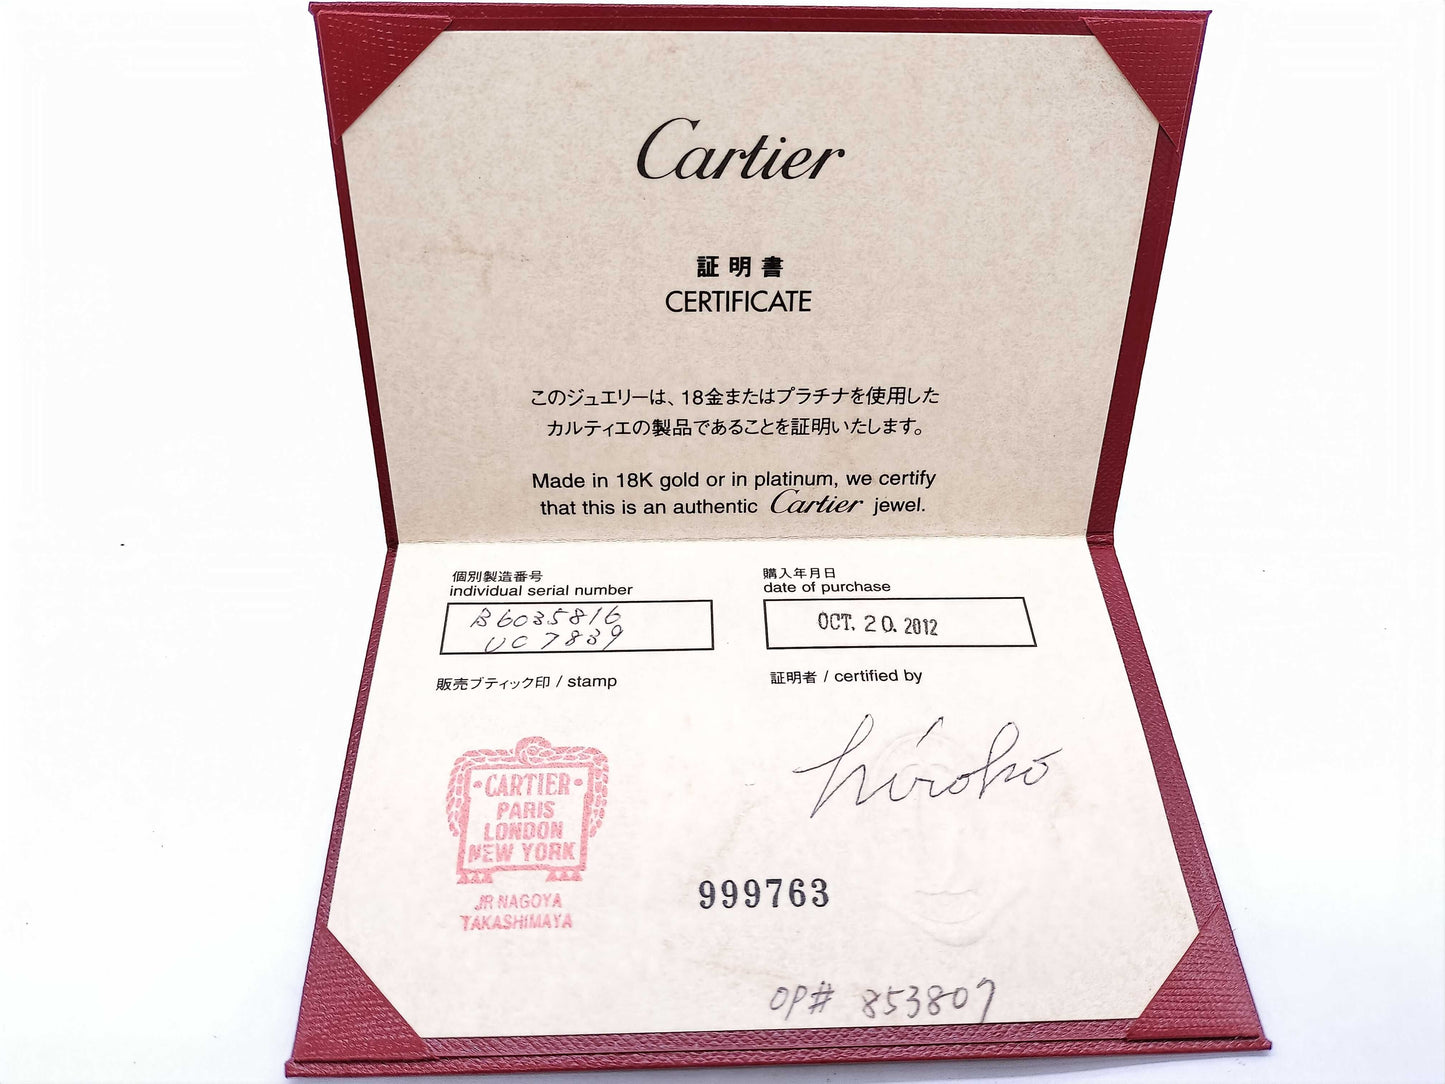 Cartier
証明書
CERTIFICATE
このジュエリーは、18金またはプラチナを使用した
カルティエの製品であることを証明いたします。
Made in 18K gold or in platinum, we certify
that this is an authentic Cartier jewel.
個別製造番号
individual serial number
B6035816
UC7839
購入年月日
date of purchase
OCT. 20. 2012
販売ブティック印 / stamp
証明者 / certified by
hiroko
CARTIER
PARIS
LONDON
NEW YORK
JR NAGOYA
TAKASHIMAYA
999763
OP# 853807